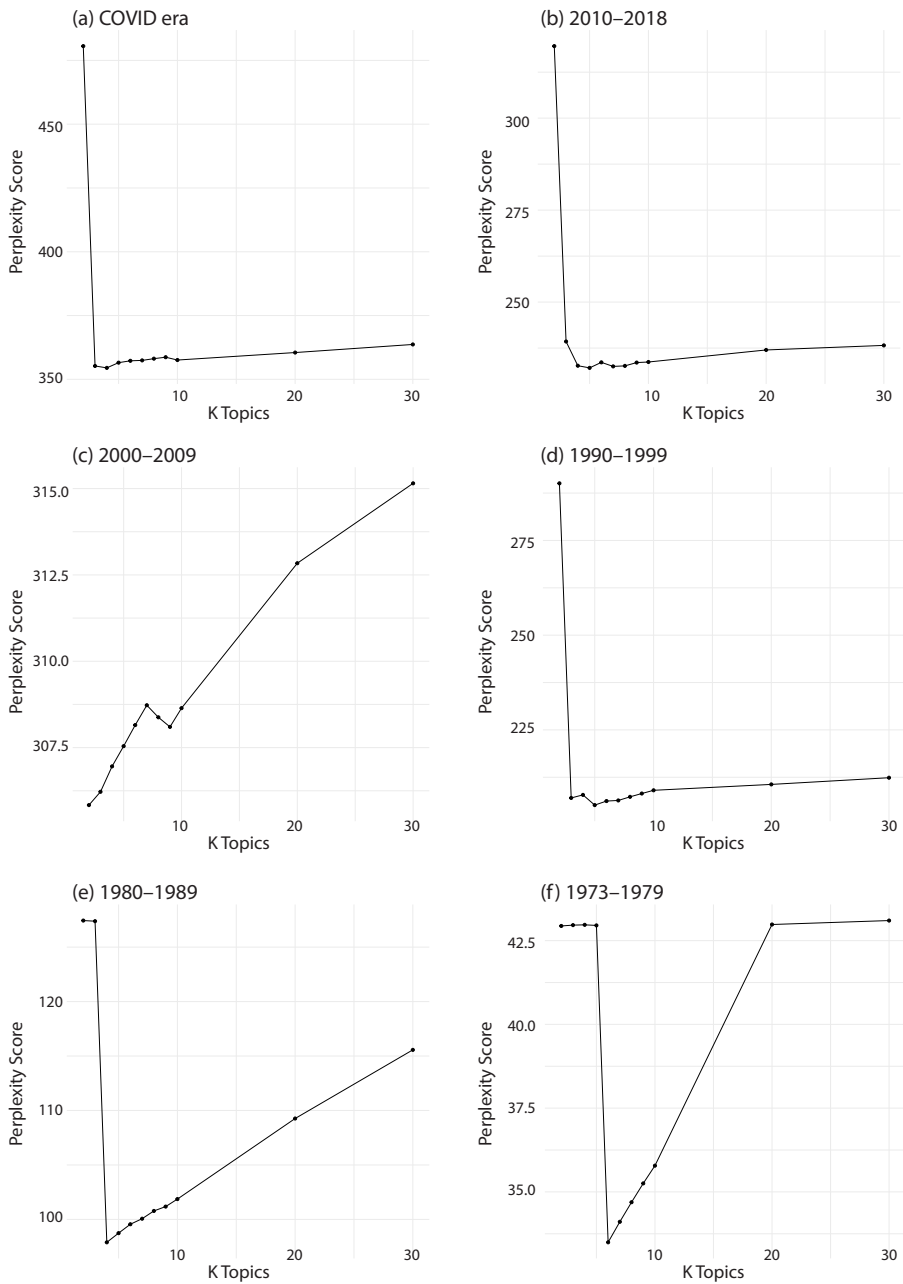 (a) COVID era
450
400
350
Perplexity Score
10 20 30
K Topics
(b) 2010–2018
300
275
250
Perplexity Score
10 20 30
K Topics
(c) 2000–2009
315.0
312.5
310.0
307.5
Perplexity Score
10 20 30
K Topics
(d) 1990–1999
275
250
225
Perplexity Score
10 20 30
K Topics
(e) 1980–1989
120
110
100
Perplexity Score
10 20 30
K Topics
(f) 1973–1979
42.5
40.0
37.5
35.0
Perplexity Score
10 20 30
K Topics